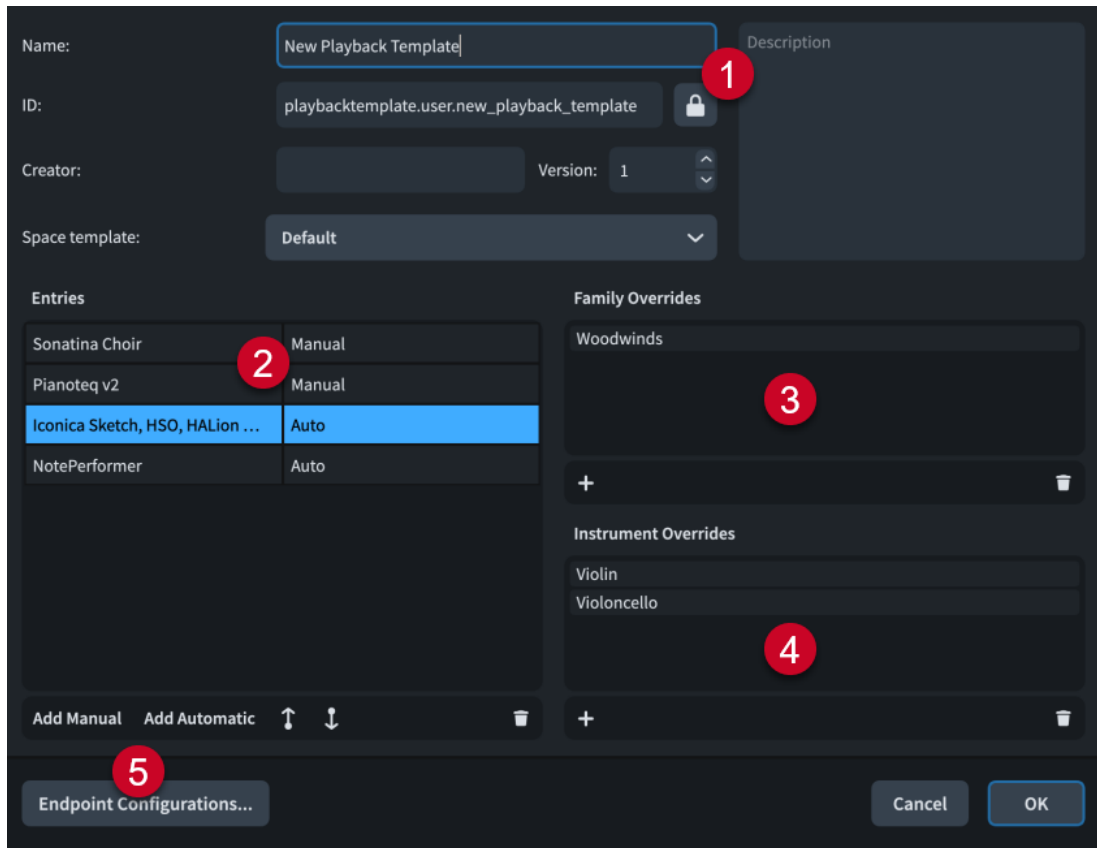 Name:
New Playback Template
Description
1
ID:
playbacktemplate.user.new_playback_template
Creator:
Version:
1
Space template:
Default
Entries
Sonatina Choir
Manual
2
Pianoteq v2
Manual
Iconica Sketch, HSO, HALion ...
Auto
NotePerformer
Auto
Add Manual
Add Automatic
Family Overrides
Woodwinds
3
+
Instrument Overrides
Violin
Violoncello
4
+
5
Endpoint Configurations...
Cancel
OK